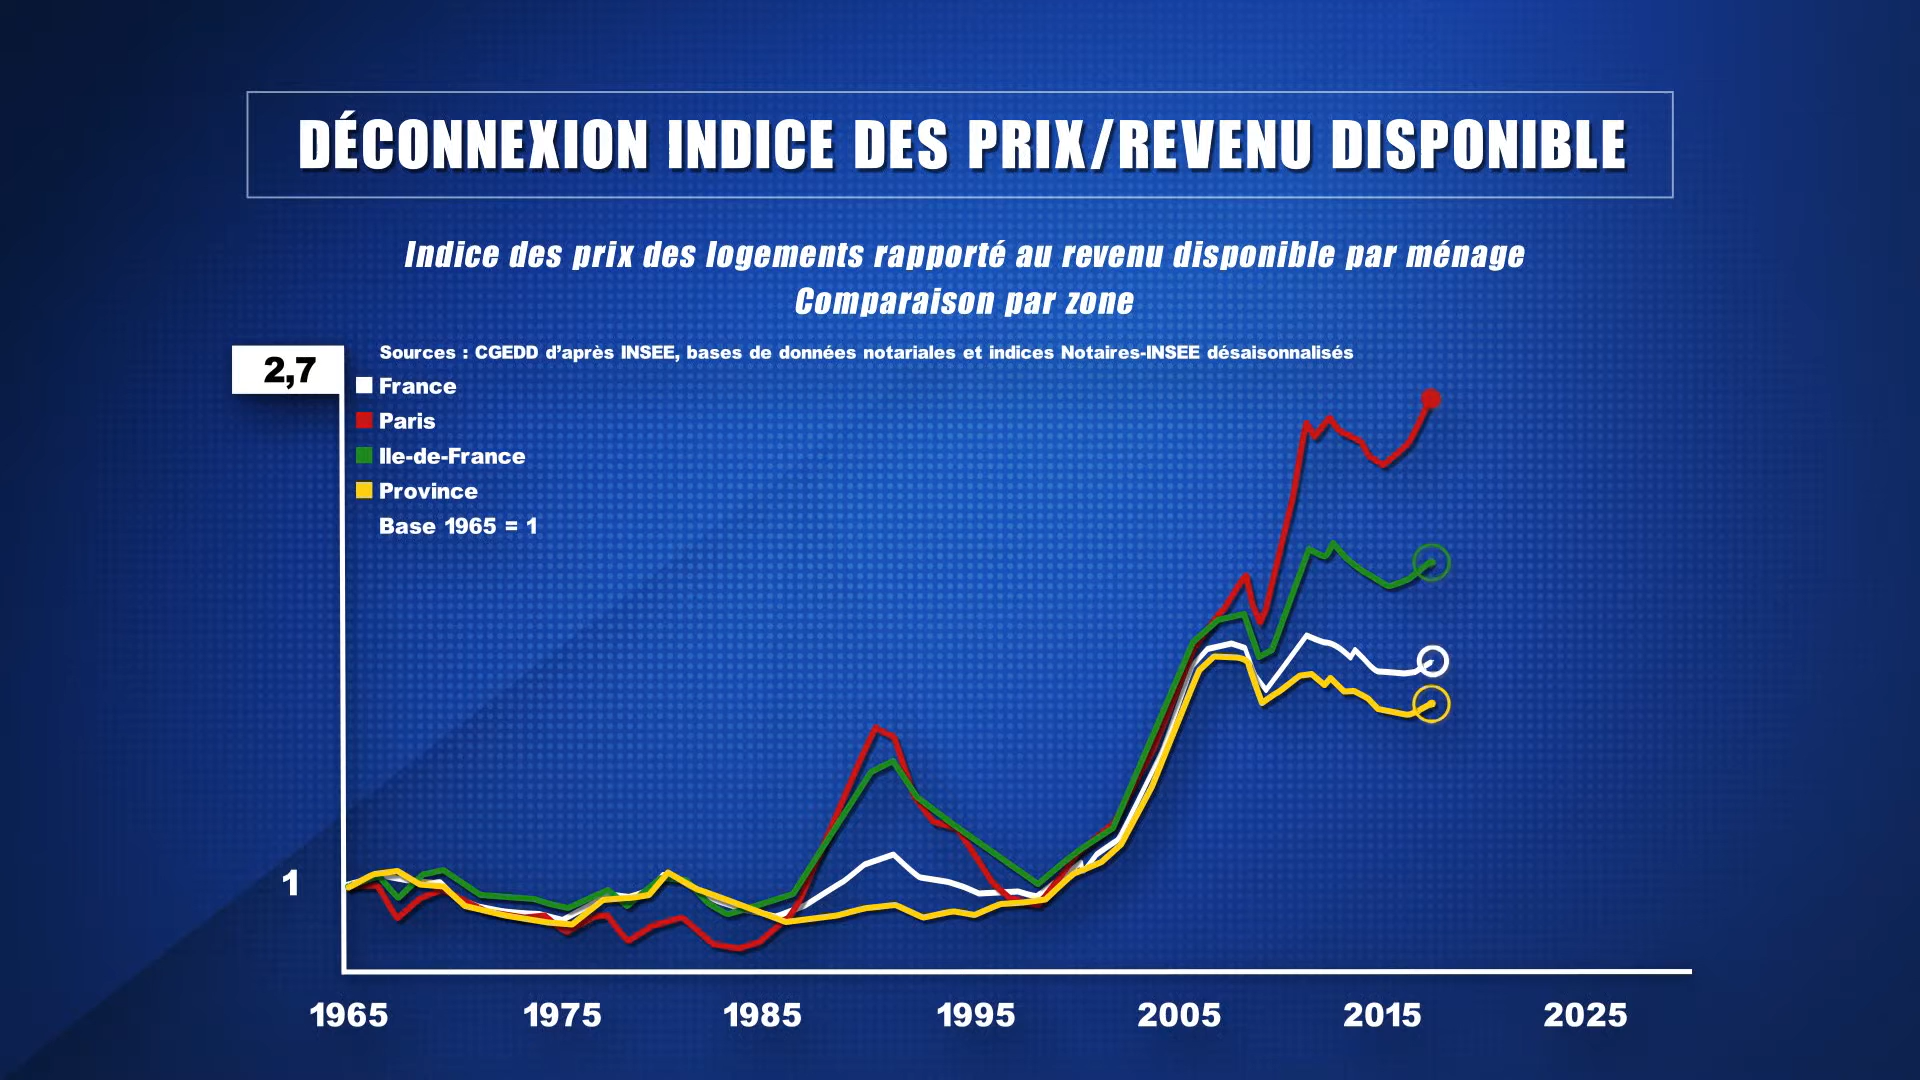 DÉCONNEXION INDICE DES PRIX/REVENU DISPONIBLE
Indice des prix des logements rapporté au revenu disponible par ménage
Comparaison par zone
Sources : CGEDD d'après INSEE, bases de données notariales et indices Notaires-INSEE désaisonnalisés
2,7
France
Paris
Ile-de-France
Province
Base 1965 = 1
1
1965 1975 1985 1995 2005 2015 2025